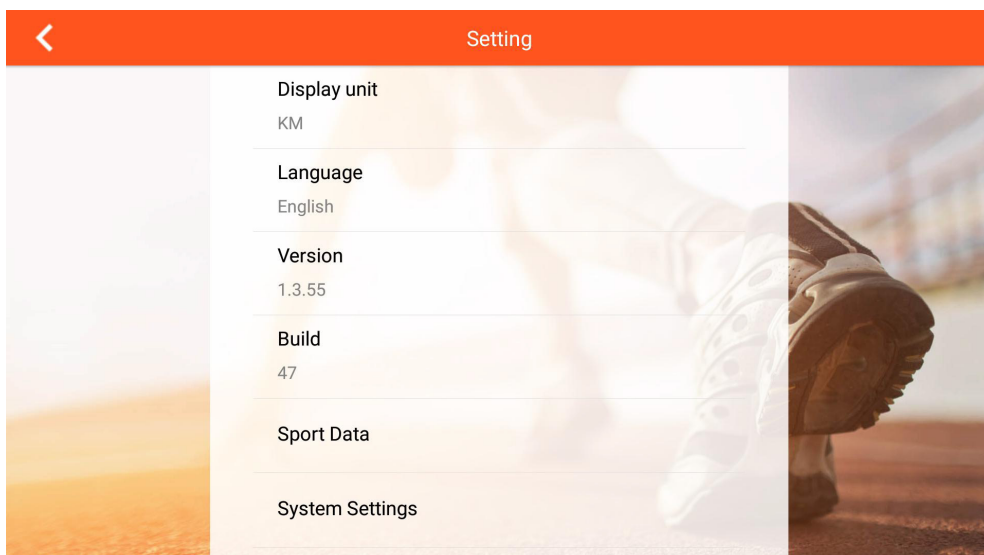 Setting
Display unit
KM
Language
English
Version
1.3.55
Build
47
Sport Data
System Settings